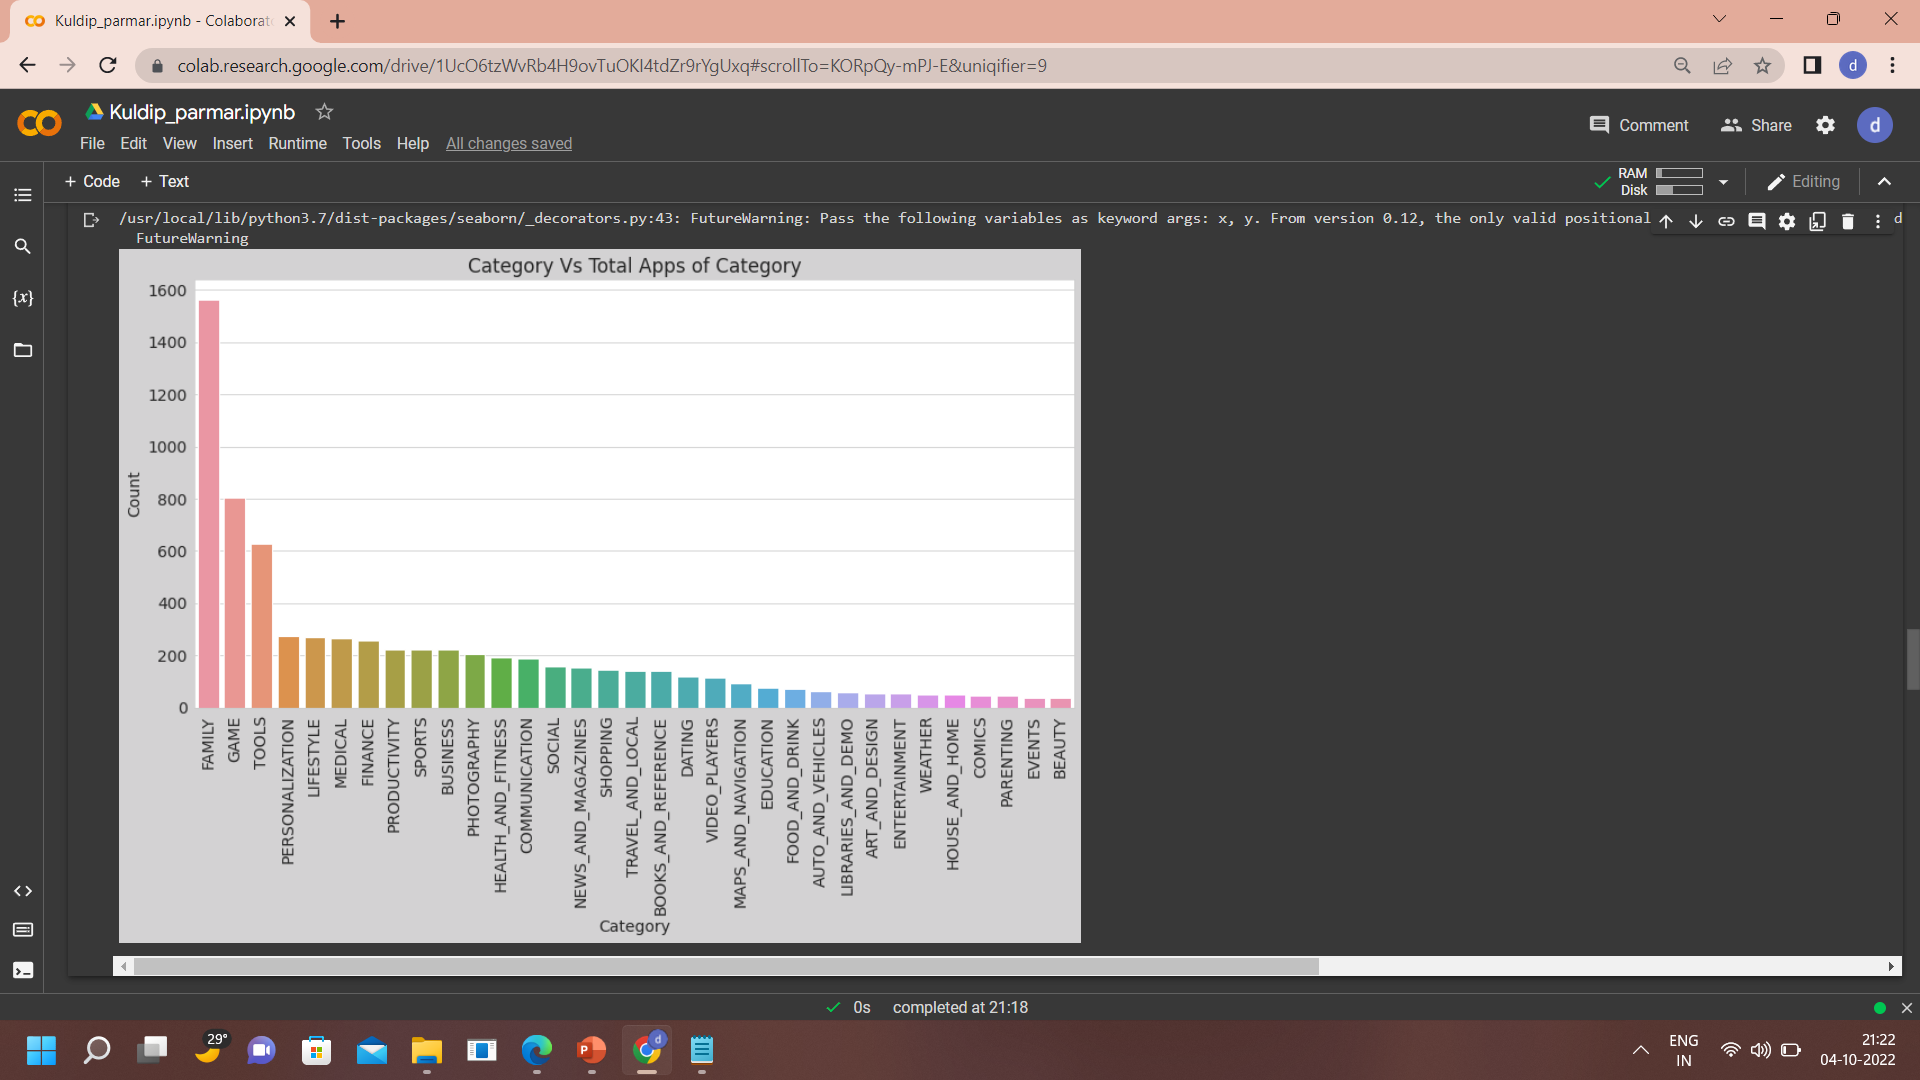 Kuldip_parmar.ipynb - Colaborat
colab.research.google.com/drive/1UcO6tzWvRb4H9ovTuOKI4tdZr9rYgUxq#scrollTo=KORpQy-mPJ-E&uniqifier=9
d
Kuldip_parmar.ipynb
File Edit View Insert Runtime Tools Help All changes saved
Comment Share d
+ Code + Text
RAM
Disk
Editing
/usr/local/lib/python3.7/dist-packages/seaborn/_decorators.py:43: FutureWarning: Pass the following variables as keyword args: x, y. From version 0.12, the only valid positional d
FutureWarning
Category Vs Total Apps of Category
1600
1400
1200
1000
800
600
400
200
0
Count
FAMILY
GAME
TOOLS
PERSONALIZATION
LIFESTYLE
MEDICAL
FINANCE
PRODUCTIVITY
SPORTS
BUSINESS
PHOTOGRAPHY
HEALTH_AND_FITNESS
COMMUNICATION
SOCIAL
NEWS_AND_MAGAZINES
SHOPPING
TRAVEL_AND_LOCAL
BOOKS_AND_REFERENCE
DATING
VIDEO_PLAYERS
MAPS_AND_NAVIGATION
EDUCATION
FOOD_AND_DRINK
AUTO_AND_VEHICLES
LIBRARIES_AND_DEMO
ART_AND_DESIGN
ENTERTAINMENT
WEATHER
HOUSE_AND_HOME
COMICS
PARENTING
EVENTS
BEAUTY
Category
0s completed at 21:18
29°
d
ENG
IN
21:22
04-10-2022